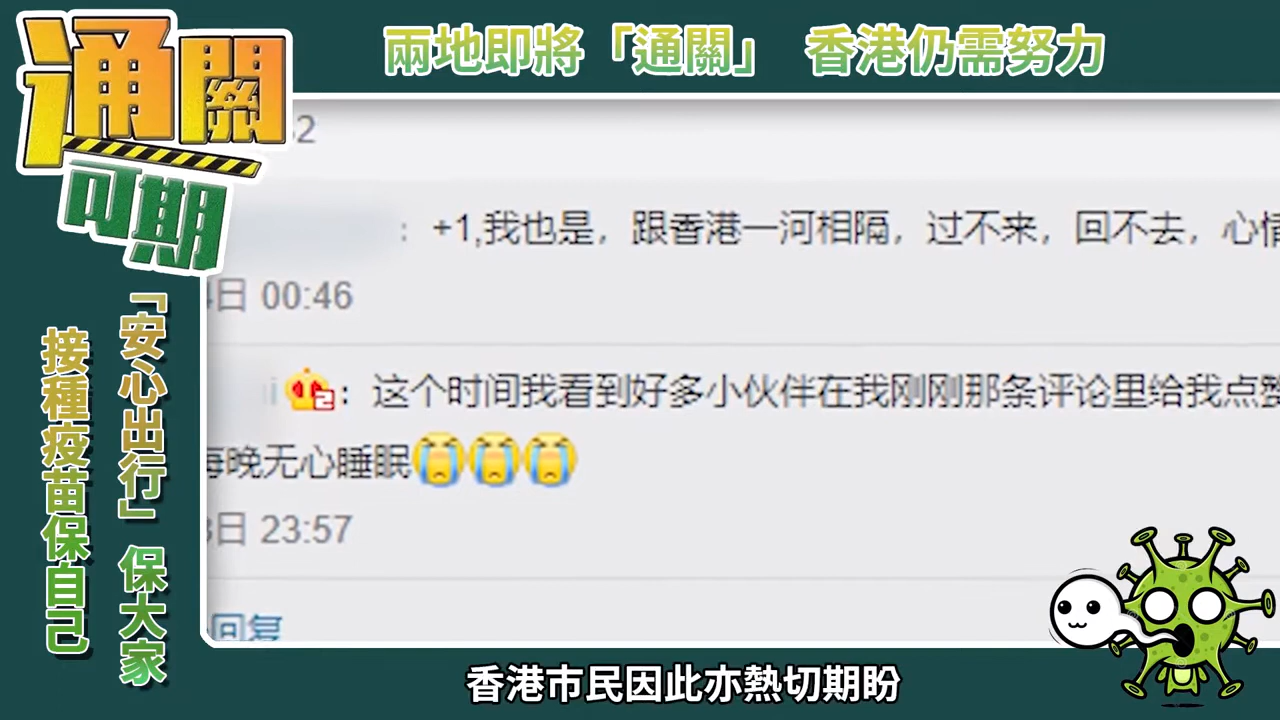 通關
可期
兩地即將「通關」 香港仍需努力
「安心出行」保大家
接種疫苗保自己
：+1,我也是，跟香港一河相隔，过不来，回不去，心情
日 00:46
：这个时间我看到好多小伙伴在我刚刚那条评论里给我点赞
晚无心睡眠
日 23:57
回复
香港市民因此亦熱切期盼